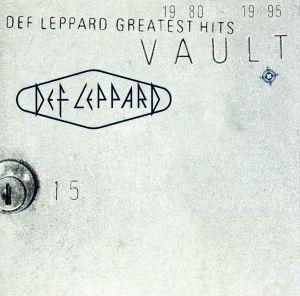 19 80 - 19 95
DEF LEPPARD GREATEST HITS
VAULT
DEF LEPPARD
15